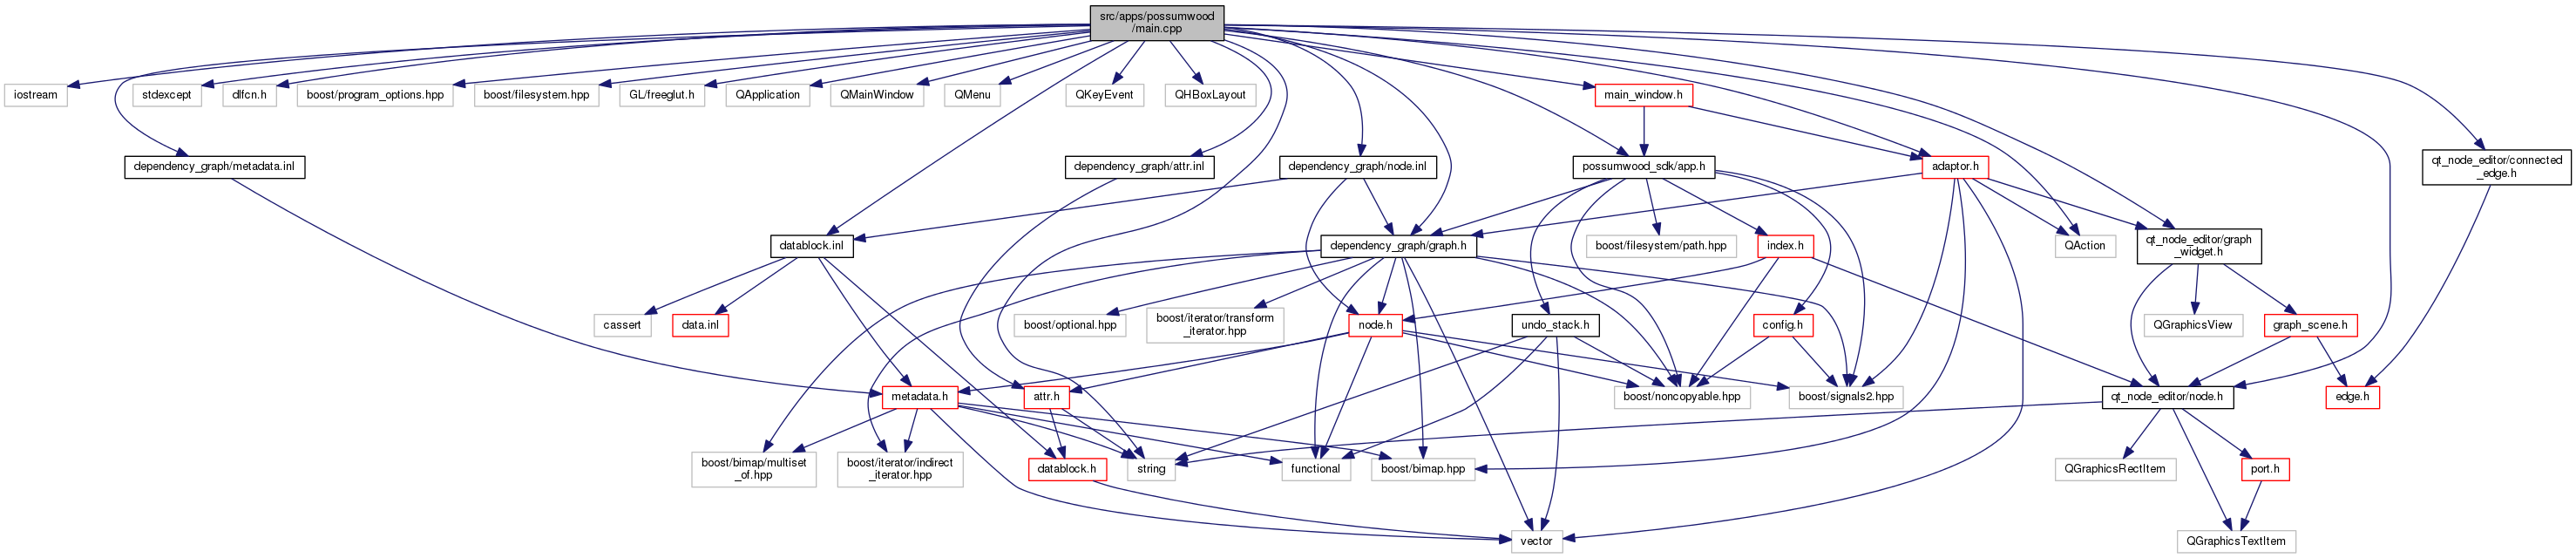 src/apps/possumwood
/main.cpp
iostream
stdexcept
dlfcn.h
boost/program_options.hpp
boost/filesystem.hpp
GL/freeglut.h
QApplication
QMainWindow
QMenu
QKeyEvent
QHBoxLayout
main_window.h
dependency_graph/metadata.inl
dependency_graph/attr.inl
dependency_graph/node.inl
possumwood_sdk/app.h
adaptor.h
qt_node_editor/connected
_edge.h
datablock.inl
dependency_graph/graph.h
boost/filesystem/path.hpp
index.h
QAction
qt_node_editor/graph
_widget.h
cassert
data.inl
boost/optional.hpp
boost/iterator/transform
_iterator.hpp
node.h
undo_stack.h
config.h
QGraphicsView
graph_scene.h
metadata.h
attr.h
boost/noncopyable.hpp
boost/signals2.hpp
qt_node_editor/node.h
edge.h
boost/bimap/multiset
_of.hpp
boost/iterator/indirect
_iterator.hpp
datablock.h
string
functional
boost/bimap.hpp
QGraphicsRectItem
port.h
vector
QGraphicsTextItem